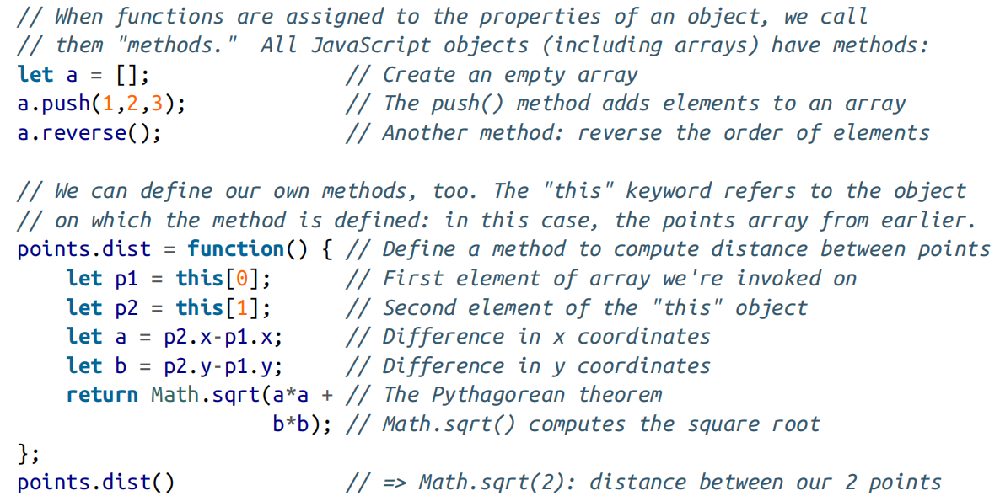 // When functions are assigned to the properties of an object, we call
// them "methods."  All JavaScript objects (including arrays) have methods:
let a = [];                // Create an empty array
a.push(1,2,3);             // The push() method adds elements to an array
a.reverse();               // Another method: reverse the order of elements

// We can define our own methods, too. The "this" keyword refers to the object
// on which the method is defined: in this case, the points array from earlier.
points.dist = function() { // Define a method to compute distance between points
    let p1 = this[0];      // First element of array we're invoked on
    let p2 = this[1];      // Second element of the "this" object
    let a = p2.x-p1.x;     // Difference in x coordinates
    let b = p2.y-p1.y;     // Difference in y coordinates
    return Math.sqrt(a*a + // The Pythagorean theorem
                     b*b); // Math.sqrt() computes the square root
};
points.dist()              // => Math.sqrt(2): distance between our 2 points